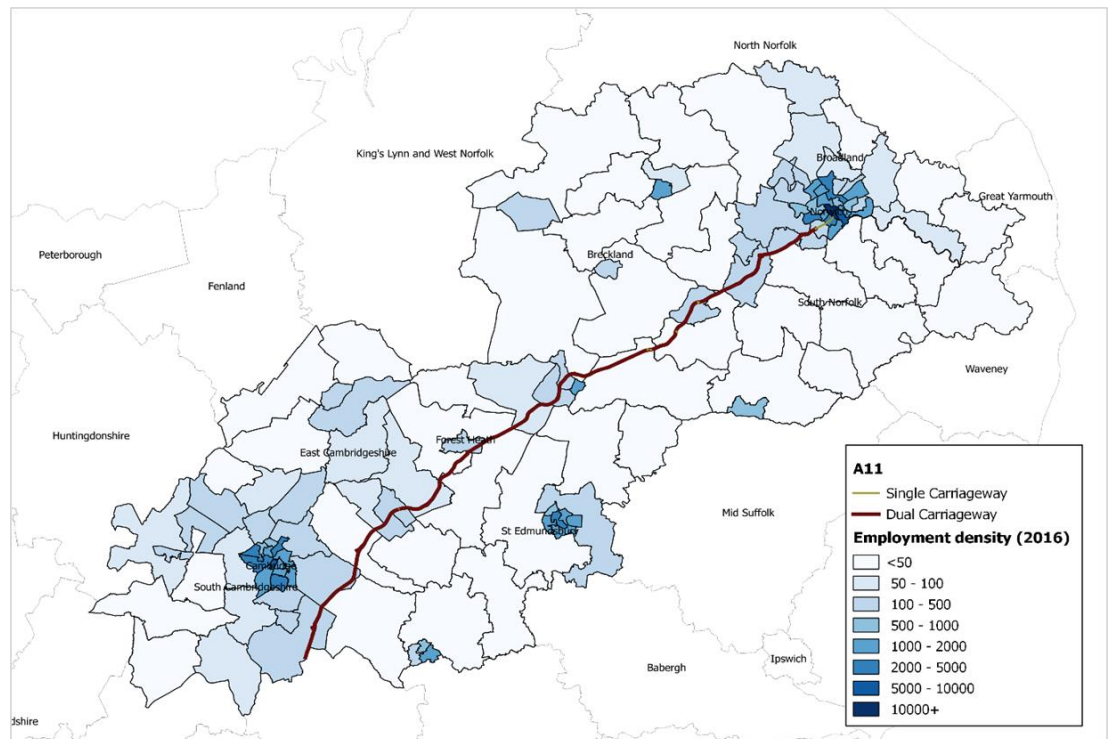 North Norfolk
King's Lynn and West Norfolk
Broadland
Great Yarmouth
Peterborough
Breckland
Fenland
South Norfolk
Waveney
Huntingdonshire
Forest Heath
East Cambridgeshire
Mid Suffolk
St Edmundsbury
Cambridge
South Cambridgeshire
Babergh
Ipswich
dshire
A11
Single Carriageway
Dual Carriageway
Employment density (2016)
<50
50 - 100
100 - 500
500 - 1000
1000 - 2000
2000 - 5000
5000 - 10000
10000+